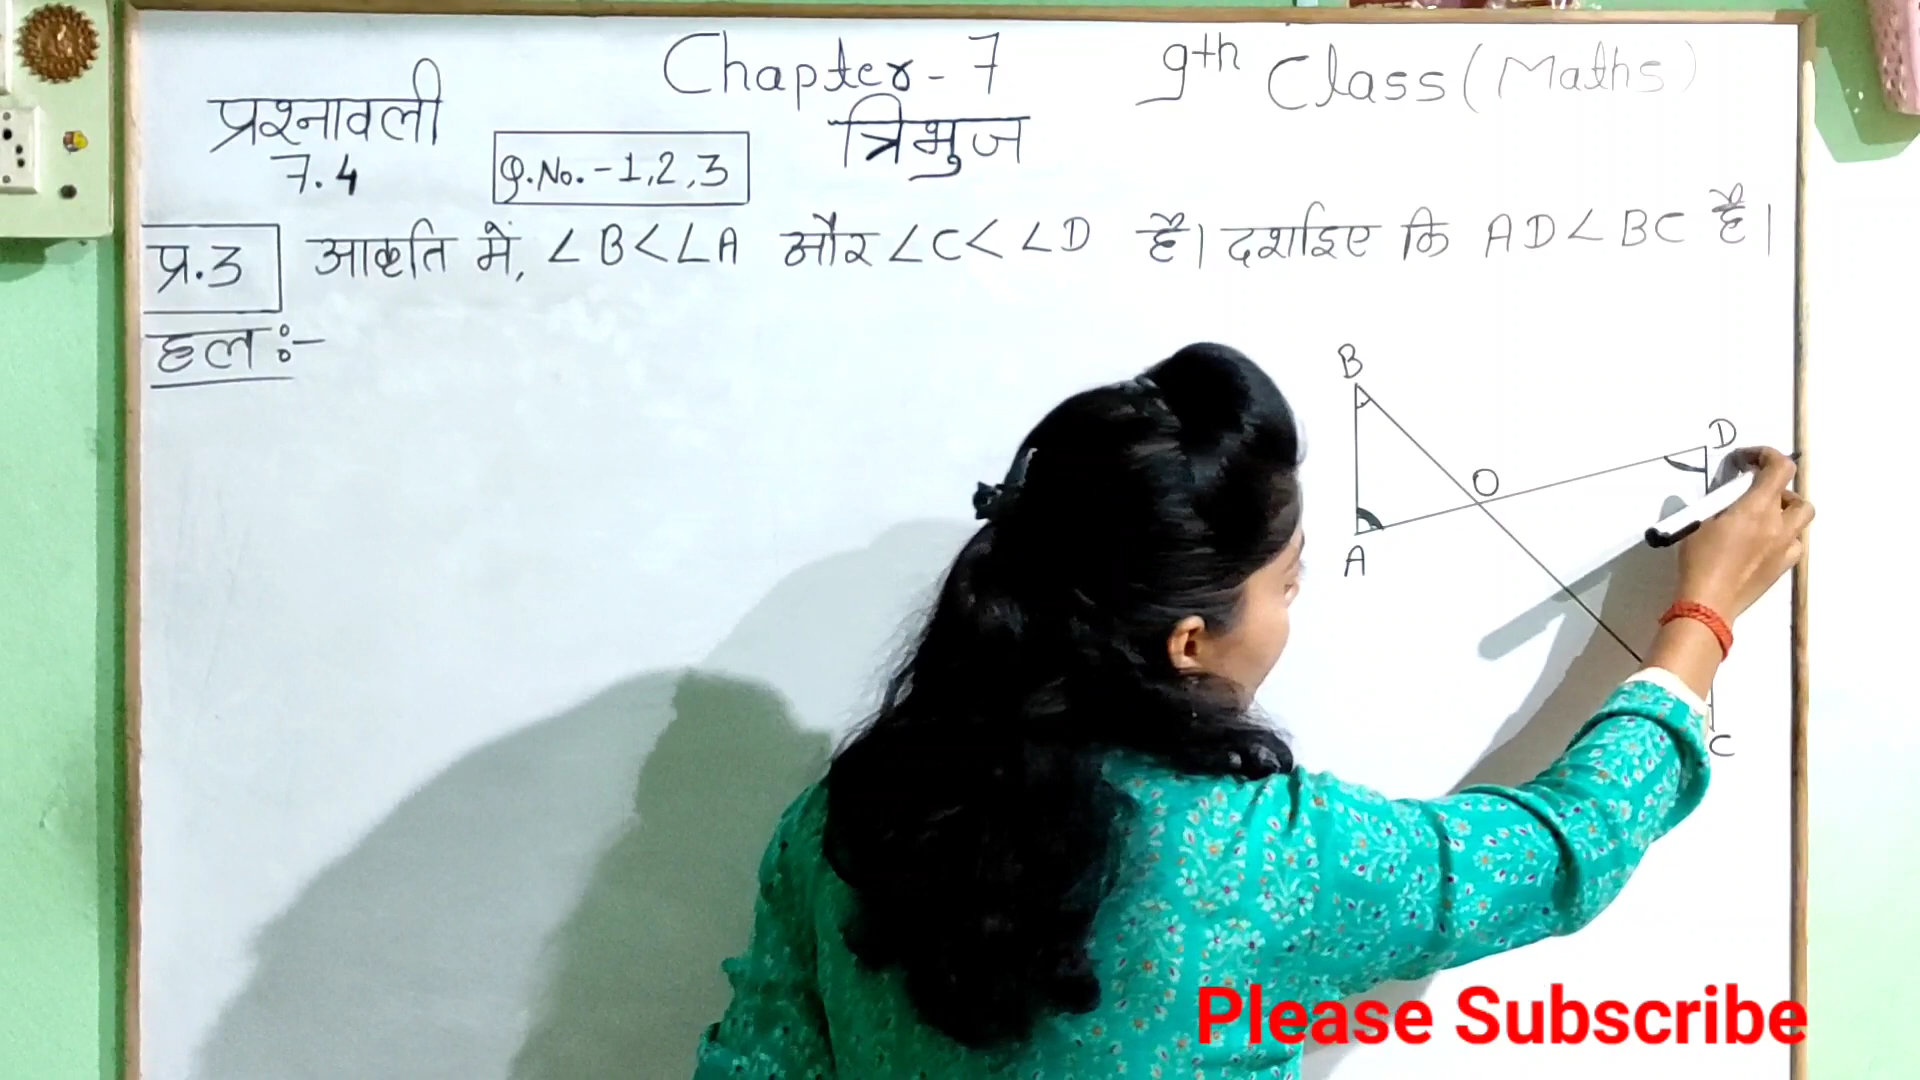 Chapter-7 9th Class (Maths)
प्रश्नावली त्रिभुज
7.4 Q.No.-1,2,3
प्र.3 आकृति में, ∠B<∠A और ∠C<∠D है। दर्शाइए कि AD<BC है।
हल:-
B
D
O
A
C
Please Subscribe